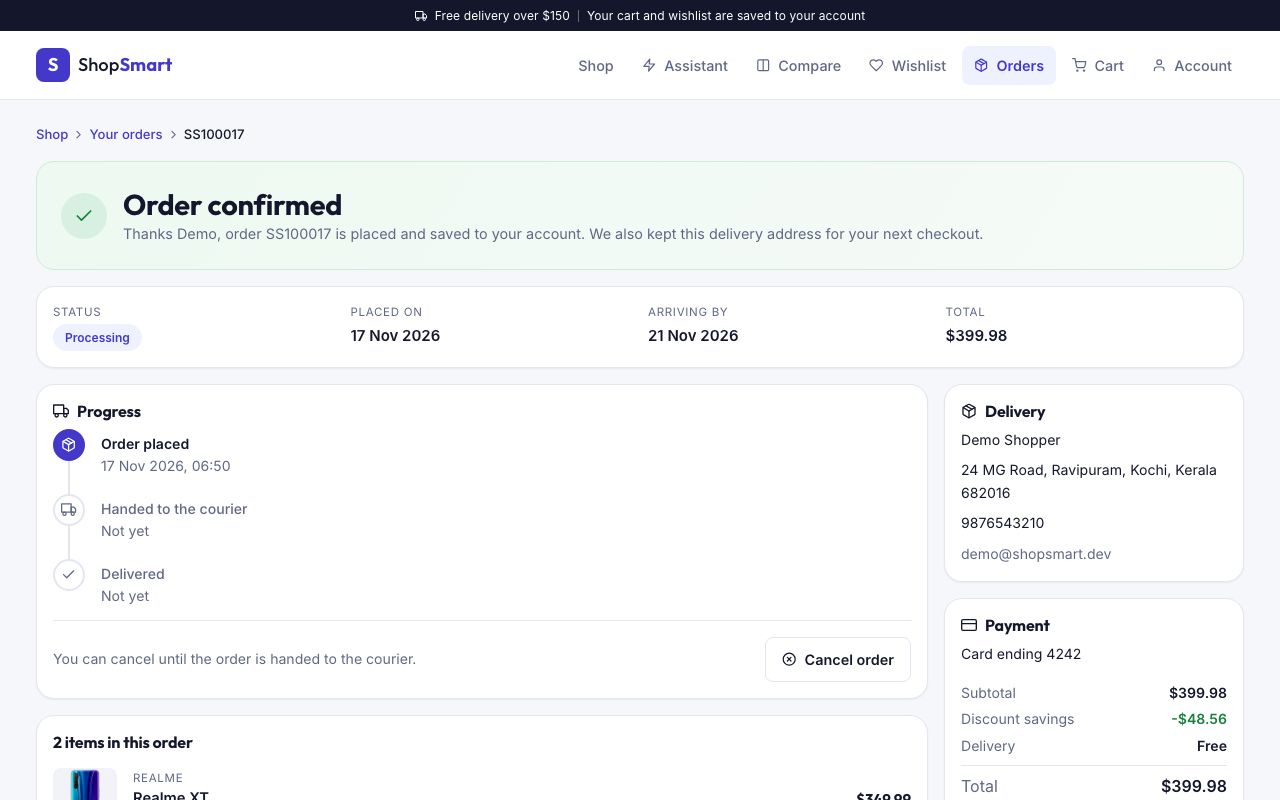 Free delivery over $150 | Your cart and wishlist are saved to your account
S ShopSmart
Shop Assistant Compare Wishlist Orders Cart Account
Shop > Your orders > SS100017
Order confirmed
Thanks Demo, order SS100017 is placed and saved to your account. We also kept this delivery address for your next checkout.
STATUS PLACED ON ARRIVING BY TOTAL
Processing 17 Nov 2026 21 Nov 2026 $399.98
Progress
Order placed
17 Nov 2026, 06:50
Handed to the courier
Not yet
Delivered
Not yet
You can cancel until the order is handed to the courier.
Cancel order
2 items in this order
REALME
Realme XT
$349.99
Delivery
Demo Shopper
24 MG Road, Ravipuram, Kochi, Kerala
682016
9876543210
demo@shopsmart.dev
Payment
Card ending 4242
Subtotal $399.98
Discount savings -$48.56
Delivery Free
Total $399.98